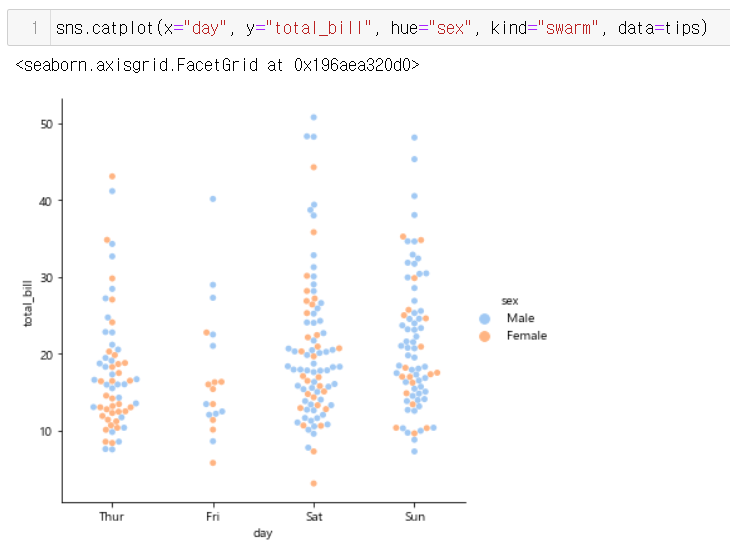 1 sns.catplot(x="day", y="total_bill", hue="sex", kind="swarm", data=tips)
<seaborn.axisgrid.FacetGrid at 0x196aea320d0>
50
40
30
20
10
total_bill
Thur Fri Sat Sun
day
sex
Male
Female